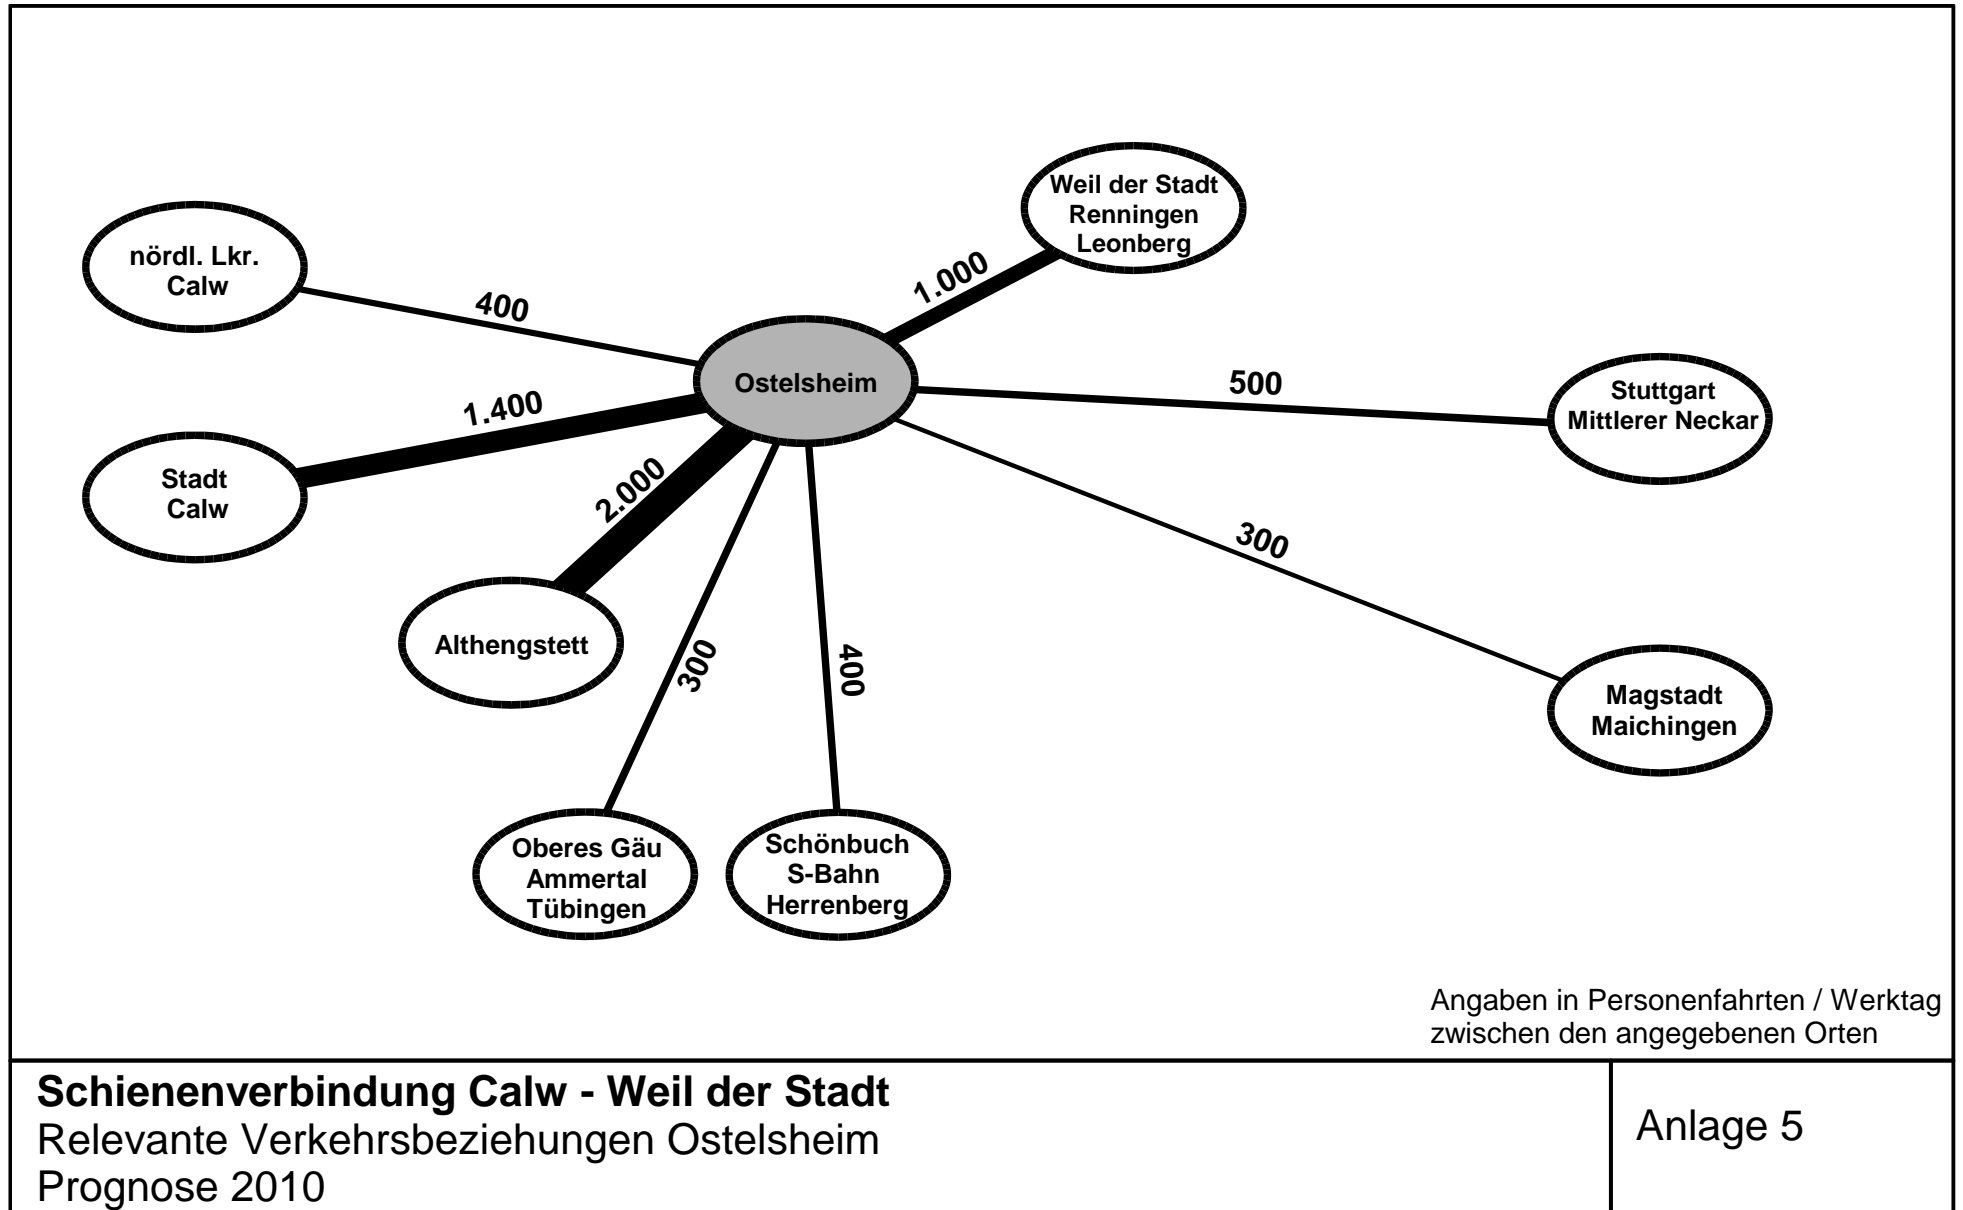 Weil der Stadt
Renningen
Leonberg
nördl. Lkr.
Calw
400
1.000
Ostelsheim
500
Stuttgart
Mittlerer Neckar
1.400
Stadt
Calw
2.000
300
Althengstett
300
400
Magstadt
Maichingen
Oberes Gäu
Ammertal
Tübingen
Schönbuch
S-Bahn
Herrenberg
Angaben in Personenfahrten / Werktag
zwischen den angegebenen Orten
Schienenverbindung Calw - Weil der Stadt
Relevante Verkehrsbeziehungen Ostelsheim
Prognose 2010
Anlage 5